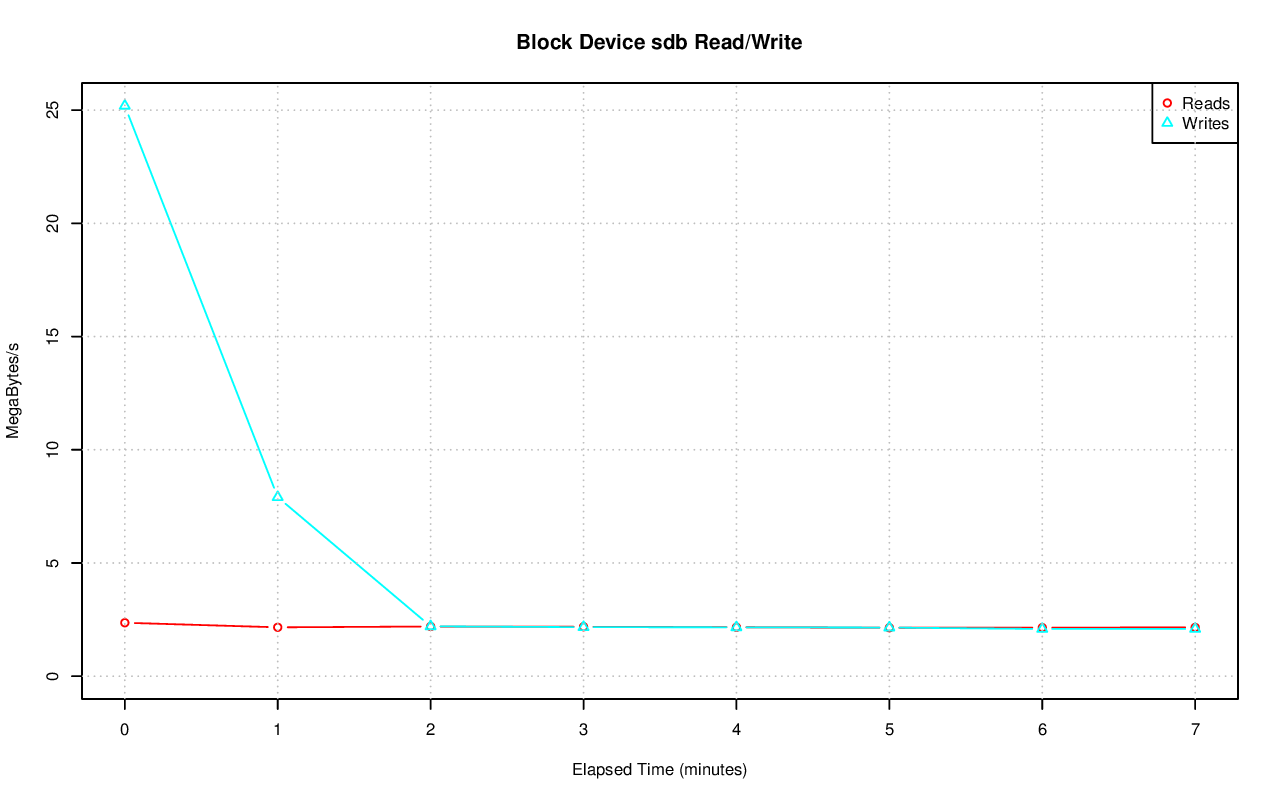 Block Device sdb Read/Write
Reads
Writes
25
20
15
10
5
0
MegaBytes/s
0 1 2 3 4 5 6 7
Elapsed Time (minutes)